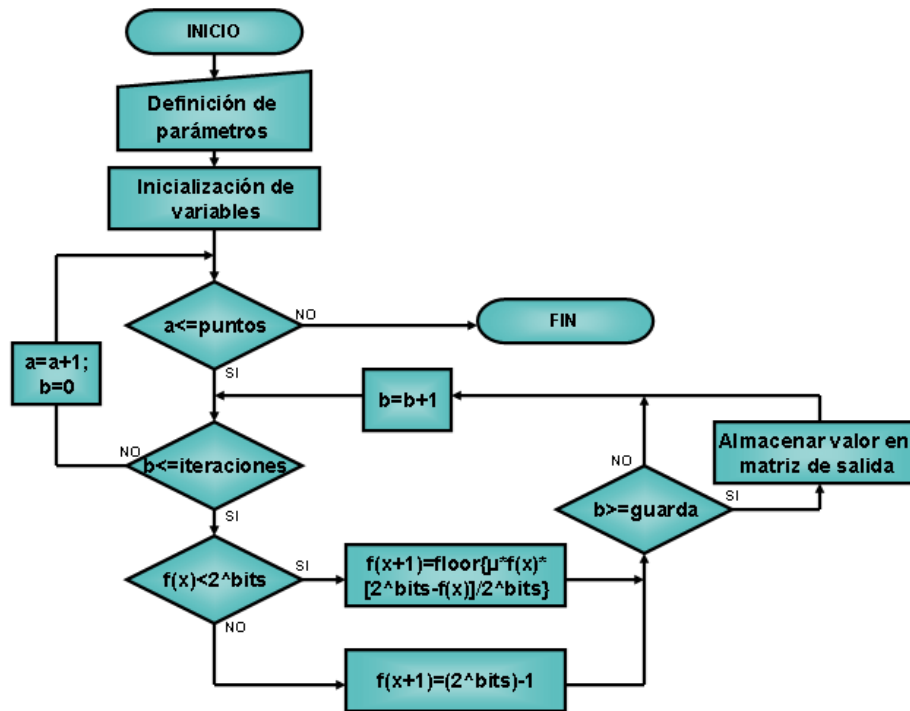 INICIO
Definición de
parámetros
Inicialización de
variables
a<=puntos
NO
FIN
SI
a=a+1;
b=0
b=b+1
NO
b<=iteraciones
SI
Almacenar valor en
matriz de salida
NO
b>=guarda
SI
f(x)<2^bits
SI
f(x+1)=floor{µ*f(x)*
[2^bits-f(x)]/2^bits}
NO
f(x+1)=(2^bits)-1